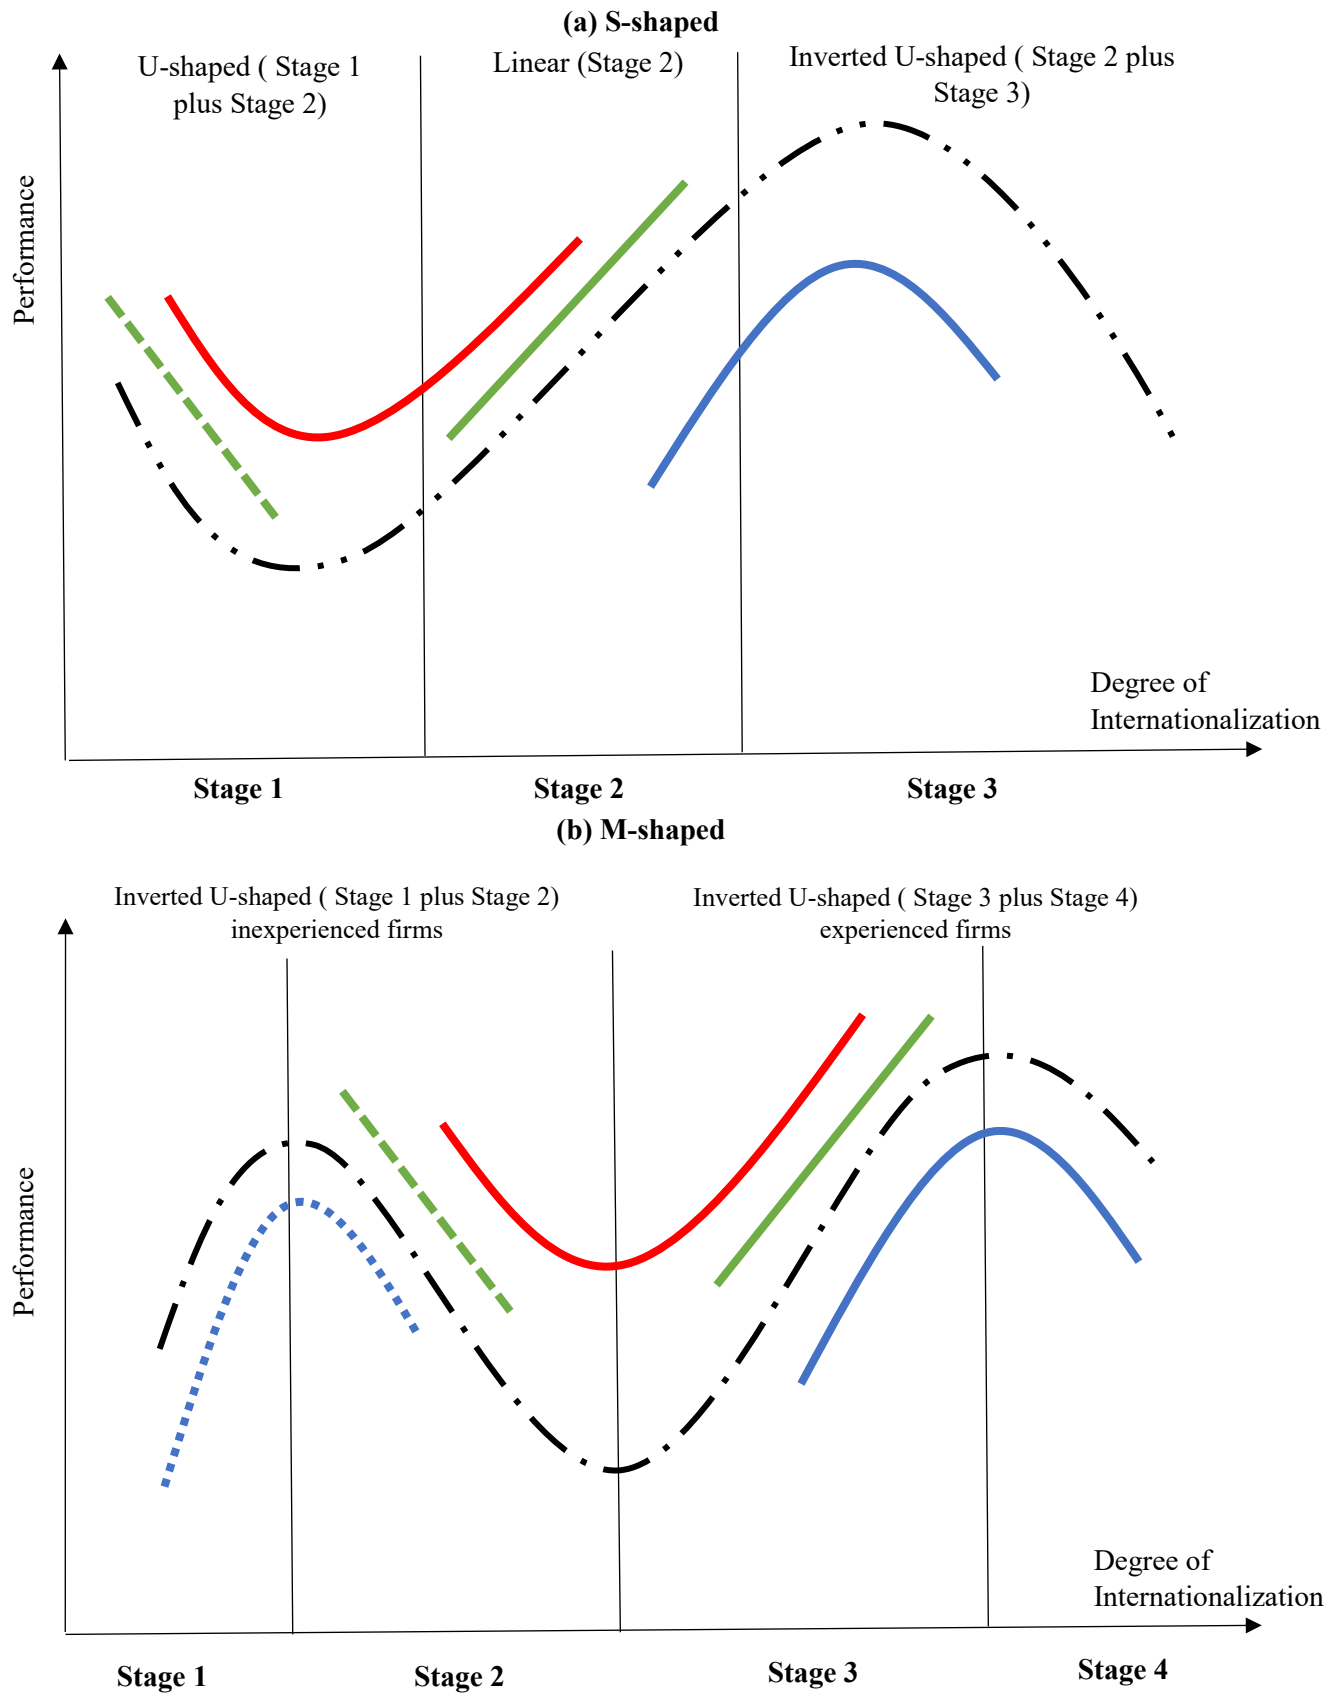 (a) S-shaped
U-shaped ( Stage 1
plus Stage 2)
Linear (Stage 2)
Inverted U-shaped ( Stage 2 plus
Stage 3)
Performance
Degree of
Internationalization
Stage 1
Stage 2
Stage 3
(b) M-shaped
Inverted U-shaped ( Stage 1 plus Stage 2)
inexperienced firms
Inverted U-shaped ( Stage 3 plus Stage 4)
experienced firms
Performance
Degree of
Internationalization
Stage 1
Stage 2
Stage 3
Stage 4